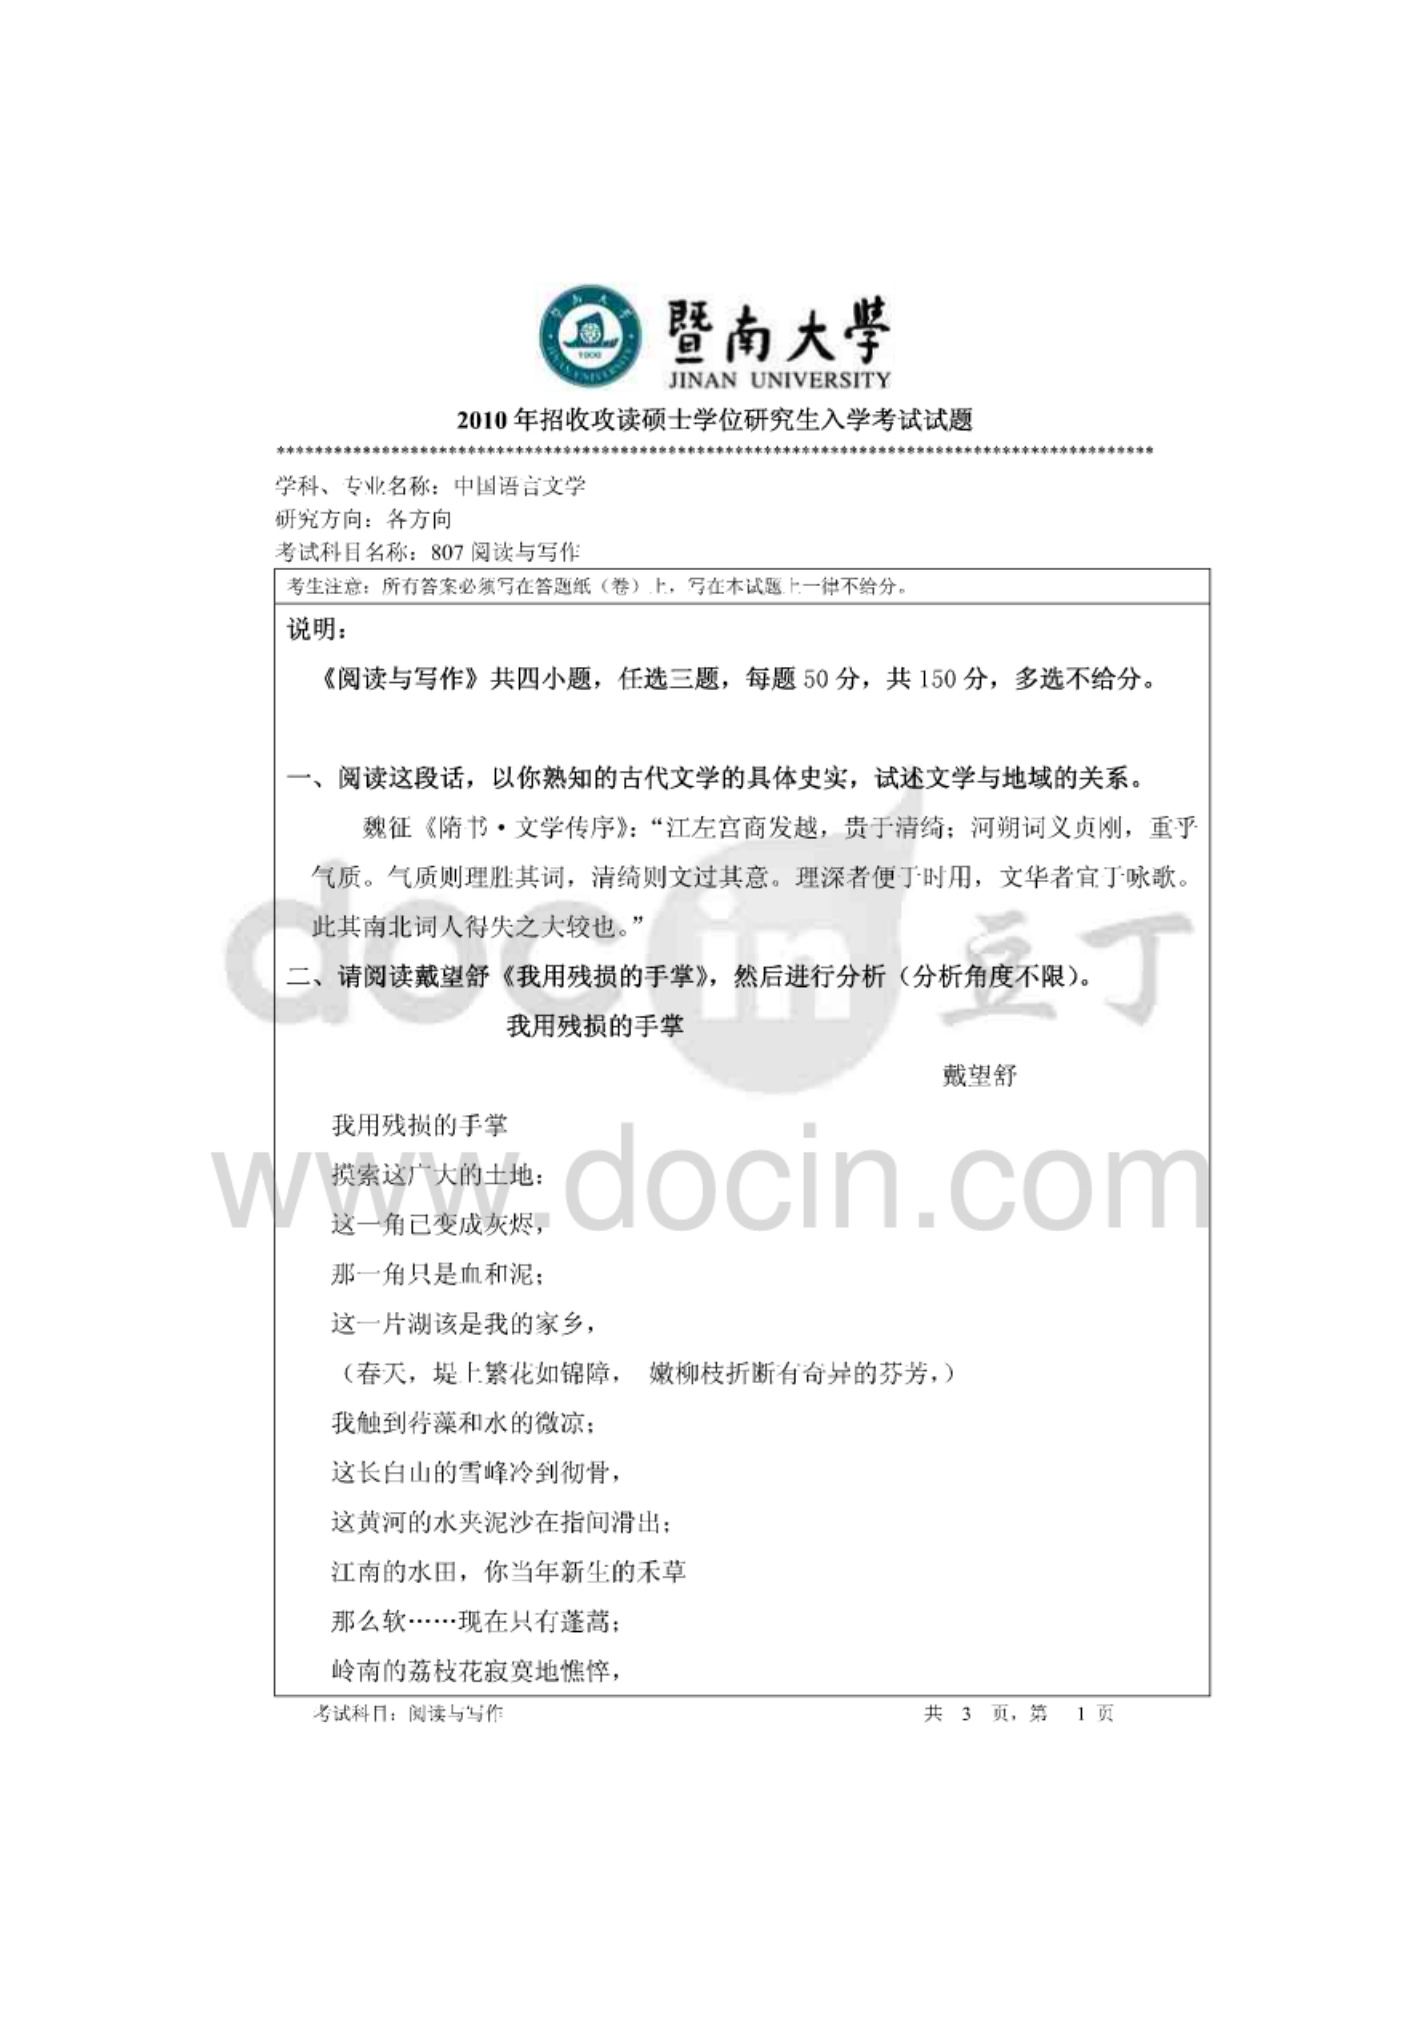 暨南大學
JINAN UNIVERSITY
2010 年招收攻读硕士学位研究生入学考试试题
********************************************************************************************
学科、专业名称：中国语言文学
研究方向：各方向
考试科目名称：807 阅读与写作
考生注意：所有答案必须写在答题纸（卷）上，写在本试题上一律不给分。
说明：
《阅读与写作》共四小题，任选三题，每题 50 分，共 150 分，多选不给分。
一、阅读这段话，以你熟知的古代文学的具体史实，试述文学与地域的关系。
魏征《隋书·文学传序》：“江左宫商发越，贵于清绮；河朔词义贞刚，重乎
气质。气质则理胜其词，清绮则文过其意。理深者便于时用，文华者宜于咏歌。
此其南北词人得失之大较也。”
二、请阅读戴望舒《我用残损的手掌》，然后进行分析（分析角度不限）。
我用残损的手掌
戴望舒
我用残损的手掌
摸索这广大的土地：
这一角已变成灰烬，
那一角只是血和泥；
这一片湖该是我的家乡，
（春天，堤上繁花如锦障， 嫩柳枝折断有奇异的芬芳，）
我触到荇藻和水的微凉；
这长白山的雪峰冷到彻骨，
这黄河的水夹泥沙在指间滑出；
江南的水田，你当年新生的禾草
那么软……现在只有蓬蒿；
岭南的荔枝花寂寞地憔悴，
考试科目：阅读与写作 共 3 页，第 1 页
docin 豆丁
www.docin.com